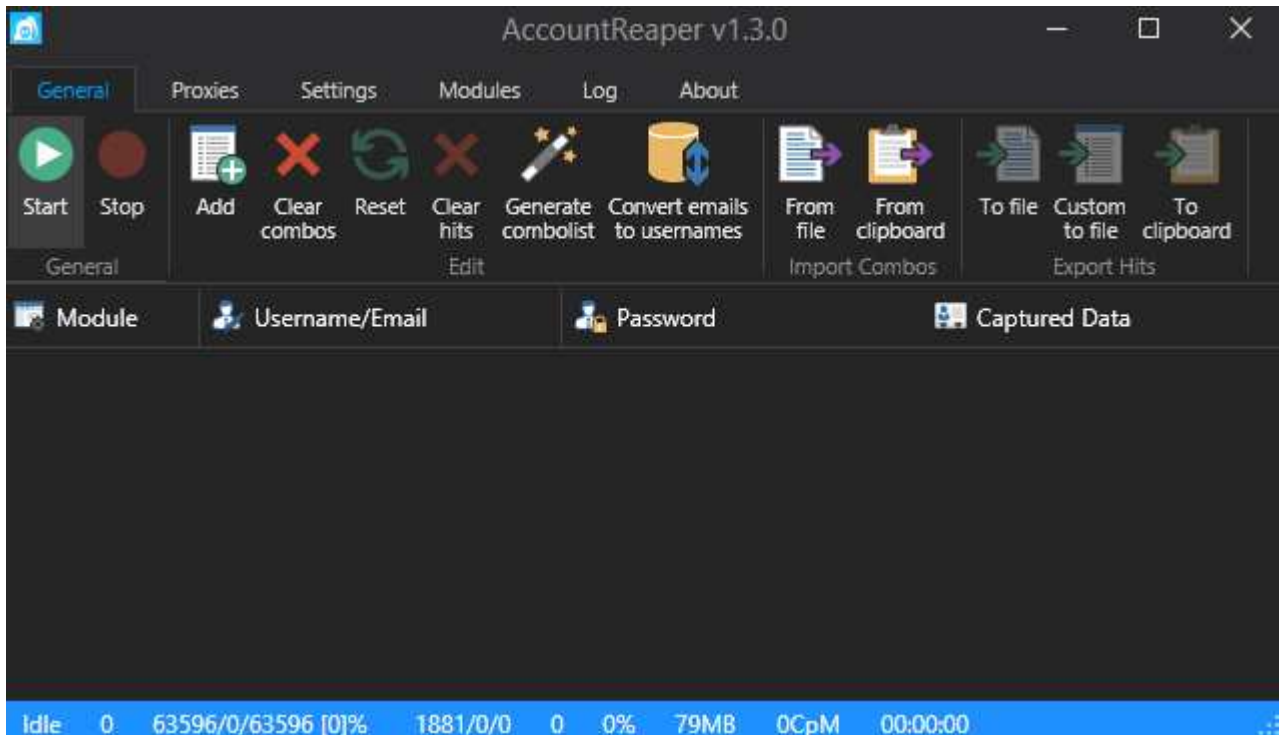 AccountReaper v1.3.0
General Proxies Settings Modules Log About
Start Stop Add Clear combos Reset Clear hits Generate combolist Convert emails to usernames From file From clipboard To file Custom to file To clipboard
General Edit Import Combos Export Hits
Module Username/Email Password Captured Data
Idle 0 63596/0/63596 [0]% 1881/0/0 0 0% 79MB 0CpM 00:00:00